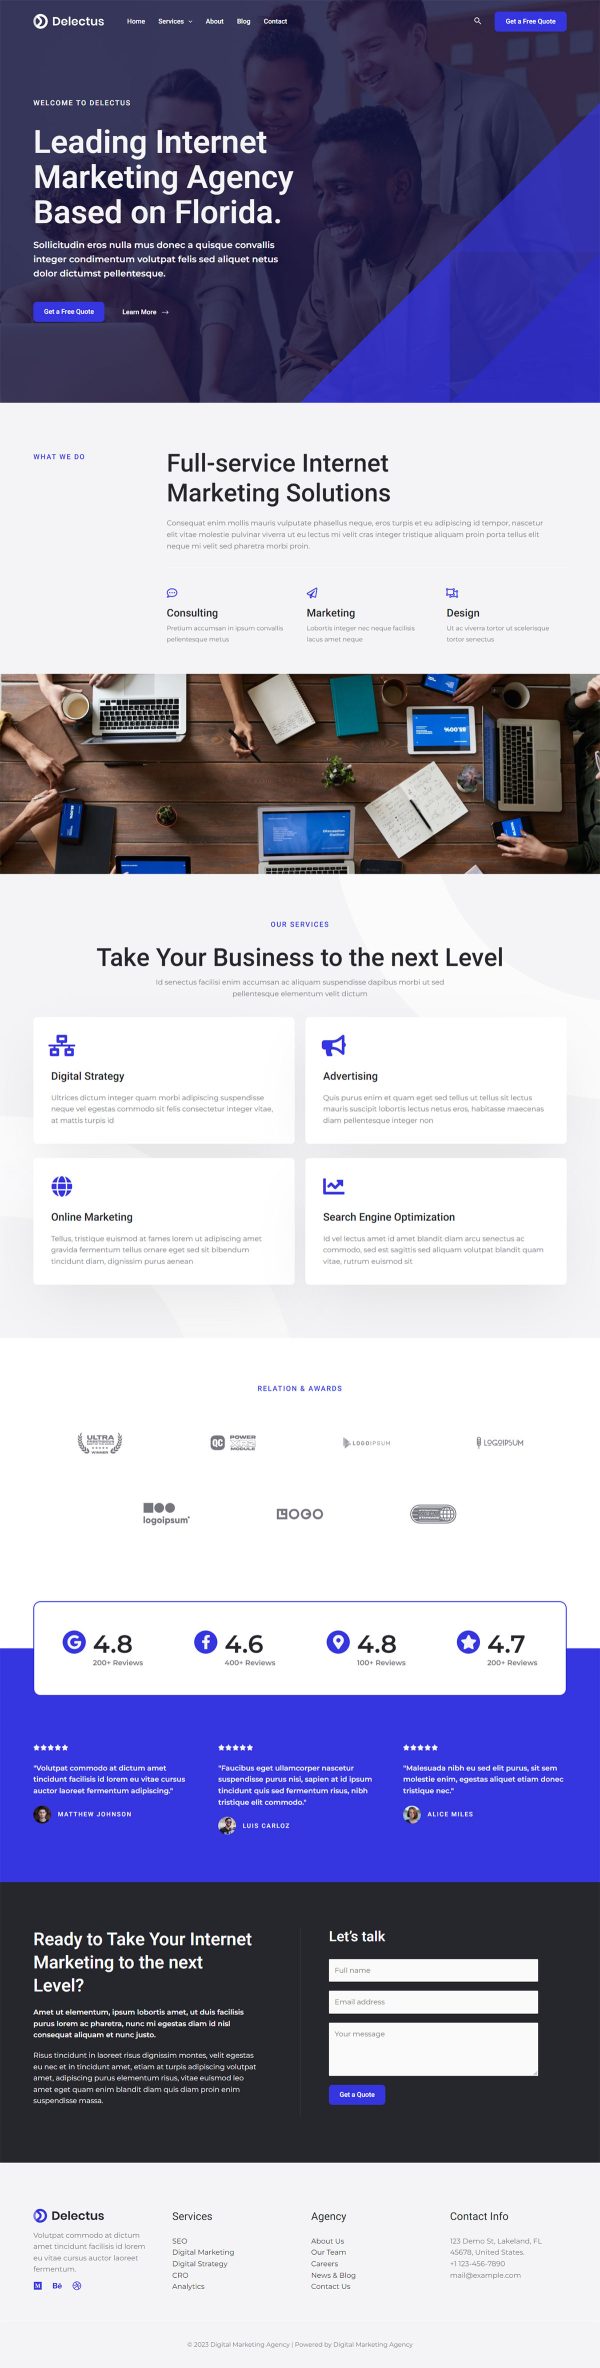 Delectus
Home Services About Blog Contact
Get a Free Quote
WELCOME TO DELECTUS
Leading Internet
Marketing Agency
Based on Florida.
Sollicitudin eros nulla mus donec a quisque convallis
integer condimentum volutpat felis sed aliquet netus
dolor dictumst pellentesque.
Get a Free Quote
Learn More →
WHAT WE DO
Full-service Internet
Marketing Solutions
Consequat enim mollis mauris vulputate phasellus neque, eros turpis et eu adipiscing id tempor, nascetur
elit vitae molestie pulvinar viverra ut eu lectus mi velit cras integer tristique aliquam proin porta tellus elit
neque mi velit sed pharetra morbi proin.
Consulting
Pretium accumsan in ipsum convallis
pellentesque metus
Marketing
Lobortis integer nec neque facilisis
lacus amet neque
Design
Ut ac viverra tortor ut scelerisque
tortor senectus
OUR SERVICES
Take Your Business to the next Level
Id senectus facilisi enim accumsan ac aliquam suspendisse dapibus morbi ut sed
pellentesque elementum velit dictum
Digital Strategy
Ultrices dictum integer quam morbi adipiscing suspendisse
neque vel egestas commodo sit felis consectetur integer vitae,
at mattis turpis id
Advertising
Quis purus enim et quam eget sed tellus ut tellus sit lectus
mauris suscipit lobortis lectus netus eros, habitasse maecenas
diam pellentesque integer non
Online Marketing
Tellus, tristique euismod at fames lorem ut adipiscing amet
gravida fermentum tellus ornare eget sed sit bibendum
tincidunt diam, dignissim purus aenean
Search Engine Optimization
Id vel lectus amet id amet blandit diam arcu senectus ac
commodo, sed est sagittis sed aliquam volutpat blandit quam
vitae, rutrum euismod sit
RELATION & AWARDS
ULTRA
WINNER
QC
POWER
MODULE
LOGOIPSUM
LOGOIPSUM
logoipsum
LOGO
4.8
200+ Reviews
4.6
400+ Reviews
4.8
100+ Reviews
4.7
200+ Reviews
"Volutpat commodo at dictum amet
tincidunt facilisis id lorem eu vitae cursus
auctor laoreet fermentum adipiscing."
MATTHEW JOHNSON
"Faucibus eget ullamcorper nascetur
suspendisse purus nisi, sapien at id ipsum
tincidunt quis sed fermentum risus, nibh
tristique elit commodo."
LUIS CARLOZ
"Malesuada nibh eu sed elit purus, sit sem
molestie enim, egestas aliquet etiam donec
tristique nec."
ALICE MILES
Ready to Take Your Internet
Marketing to the next
Level?
Amet ut elementum, ipsum lobortis amet, ut duis facilisis
purus lorem ac pharetra, nunc mi egestas diam id nisl
consequat aliquam et nunc justo.
Risus tincidunt in laoreet risus dignissim montes, velit egestas
eu nec et in tincidunt amet, etiam at turpis adipiscing volutpat
amet, adipiscing purus elementum risus, vitae euismod leo
amet eget quam enim blandit diam quis diam proin enim
suspendisse massa.
Let's talk
Full name
Email address
Your message
Get a Quote
Delectus
Volutpat commodo at dictum
amet tincidunt facilisis id lorem
eu vitae cursus auctor laoreet
fermentum.
Services
SEO
Digital Marketing
Digital Strategy
CRO
Analytics
Agency
About Us
Our Team
Careers
News & Blog
Contact Us
Contact Info
123 Demo St, Lakeland, FL
45678, United States.
+1 123-456-7890
mail@example.com
© 2023 Digital Marketing Agency | Powered by Digital Marketing Agency